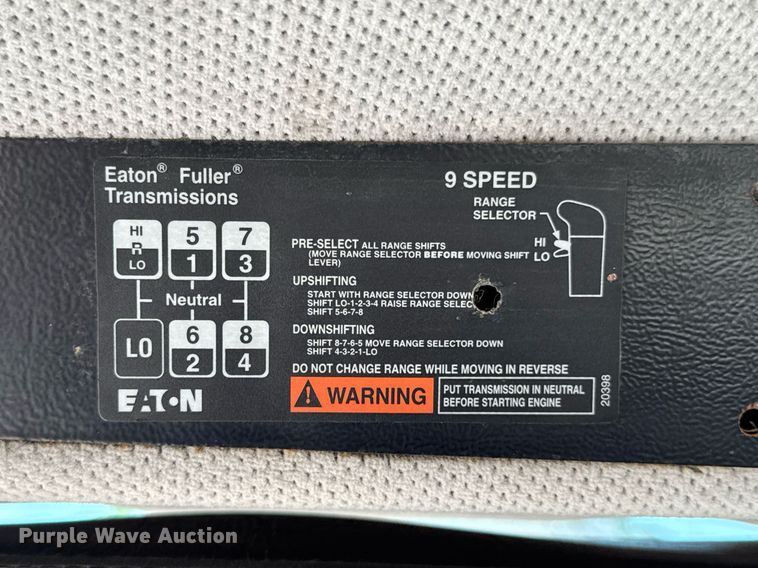 Eaton® Fuller®
Transmissions
9 SPEED
RANGE
SELECTOR
HI
LO
HI
R
LO
5
1
7
3
Neutral
LO
6
2
8
4
EATON
PRE-SELECT ALL RANGE SHIFTS
(MOVE RANGE SELECTOR BEFORE MOVING SHIFT
LEVER)
UPSHIFTING
START WITH RANGE SELECTOR DOWN
SHIFT LO-1-2-3-4 RAISE RANGE
SHIFT 5-6-7-8
DOWNSHIFTING
SHIFT 8-7-6-5 MOVE RANGE SELECTOR DOWN
SHIFT 4-3-2-1-LO
DO NOT CHANGE RANGE WHILE MOVING IN REVERSE
WARNING
PUT TRANSMISSION IN NEUTRAL
BEFORE STARTING ENGINE
20398
Purple Wave Auction